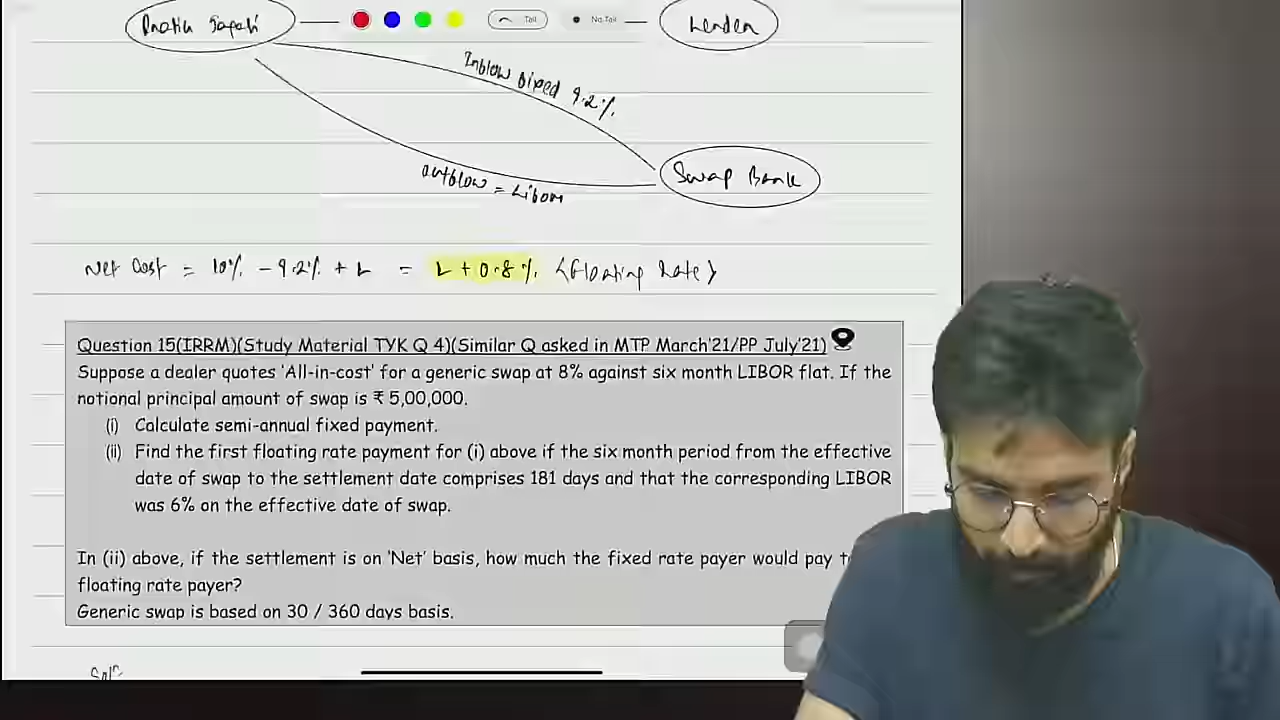 Pratik Gopati
Tail
No Tail
Lender
Inflow fixed 9.2%
outflow = Libor
Swap Bank
Net Cost = 10% - 9.2% + L = L + 0.8% (Floating Rate)
Question 15(IRRM)(Study Material TYK Q 4)(Similar Q asked in MTP March'21/PP July'21)
Suppose a dealer quotes 'All-in-cost' for a generic swap at 8% against six month LIBOR flat. If the
notional principal amount of swap is ₹ 5,00,000.
(i) Calculate semi-annual fixed payment.
(ii) Find the first floating rate payment for (i) above if the six month period from the effective
date of swap to the settlement date comprises 181 days and that the corresponding LIBOR
was 6% on the effective date of swap.
In (ii) above, if the settlement is on 'Net' basis, how much the fixed rate payer would pay
floating rate payer?
Generic swap is based on 30 / 360 days basis.